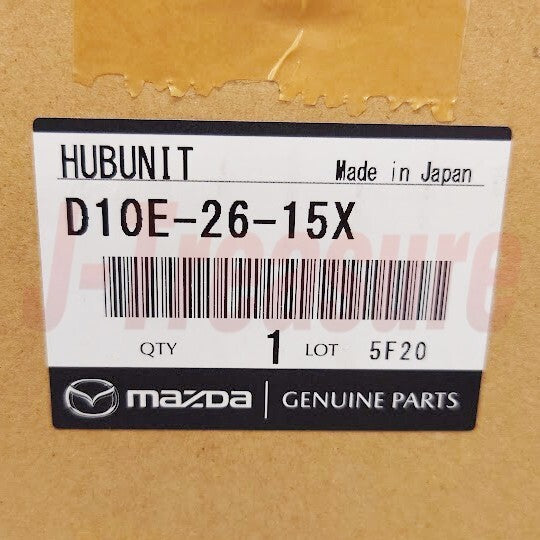 HUBUNIT Made in Japan
D10E-26-15X
QTY 1 LOT 5F20
mazda GENUINE PARTS
J-Treasure